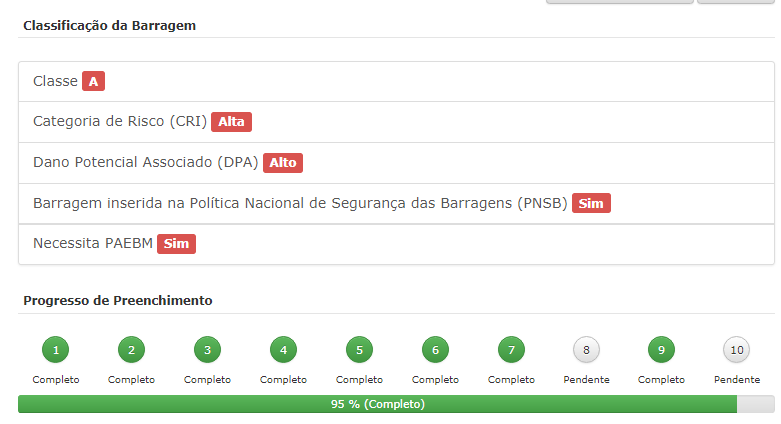 Classificação da Barragem
Classe A
Categoria de Risco (CRI) Alta
Dano Potencial Associado (DPA) Alto
Barragem inserida na Política Nacional de Segurança das Barragens (PNSB) Sim
Necessita PAEBM Sim
Progresso de Preenchimento
1 2 3 4 5 6 7 8 9 10
Completo Completo Completo Completo Completo Completo Completo Pendente Completo Pendente
95 % (Completo)